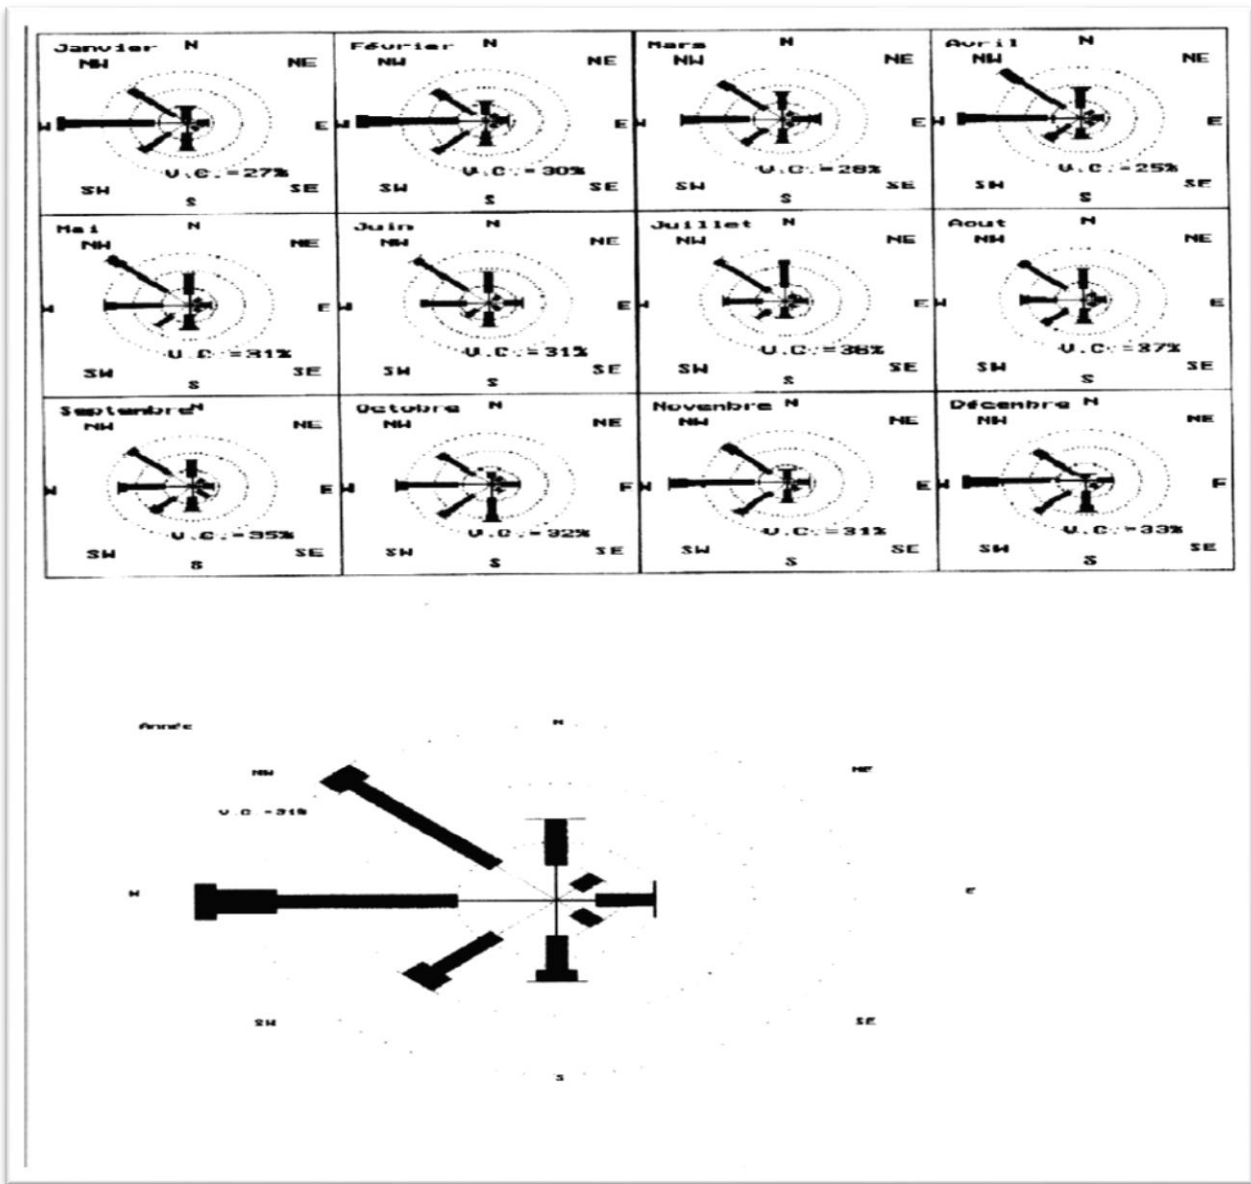 Janvier N Février N Mars N Avril N
NW NE NW NE NW NE NW NE
W E W E W E W E
V.C.=27% V.C.=30% V.C.=28% V.C.=25%
SW SE SW SE SW SE SW SE
S S S S
Mai N Juin N Juillet N Aout N
NW NE NW NE NW NE NW NE
W E W E W E W E
V.C.=31% V.C.=31% V.C.=36% V.C.=37%
SW SE SW SE SW SE SW SE
S S S S
Septembre N Octobre N Novembre N Décembre N
NW NE NW NE NW NE NW NE
W E W E W E W E
V.C.=35% V.C.=32% V.C.=31% V.C.=33%
SW SE SW SE SW SE SW SE
S S S S
Année N
NW NE
V.C.=31%
W E
SW SE
S